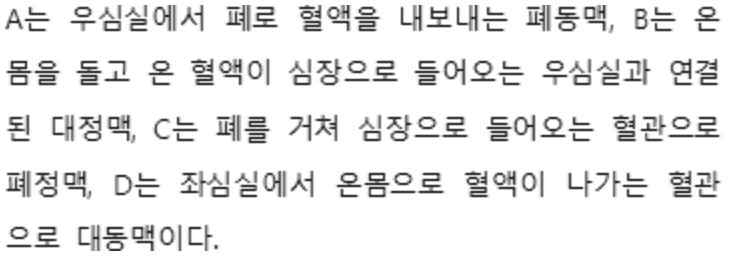 A는 우심실에서 폐로 혈액을 내보내는 폐동맥, B는 온
몸을 돌고 온 혈액이 심장으로 들어오는 우심실과 연결
된 대정맥, C는 폐를 거쳐 심장으로 들어오는 혈관으로
폐정맥, D는 좌심실에서 온몸으로 혈액이 나가는 혈관
으로 대동맥이다.